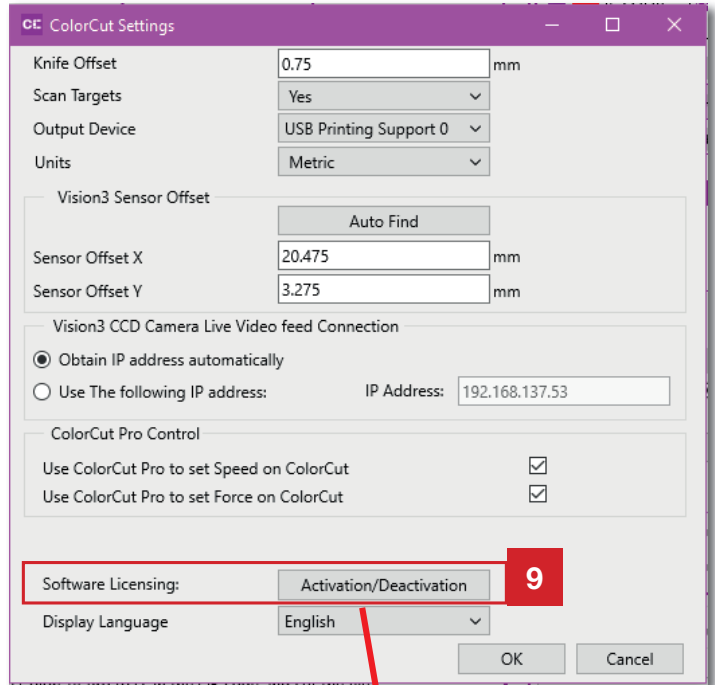 CE ColorCut Settings
Knife Offset 0.75 mm
Scan Targets Yes
Output Device USB Printing Support 0
Units Metric
Vision3 Sensor Offset
Auto Find
Sensor Offset X 20.475 mm
Sensor Offset Y 3.275 mm
Vision3 CCD Camera Live Video feed Connection
Obtain IP address automatically
Use The following IP address: IP Address: 192.168.137.53
ColorCut Pro Control
Use ColorCut Pro to set Speed on ColorCut
Use ColorCut Pro to set Force on ColorCut
Software Licensing: Activation/Deactivation 9
Display Language English
OK Cancel